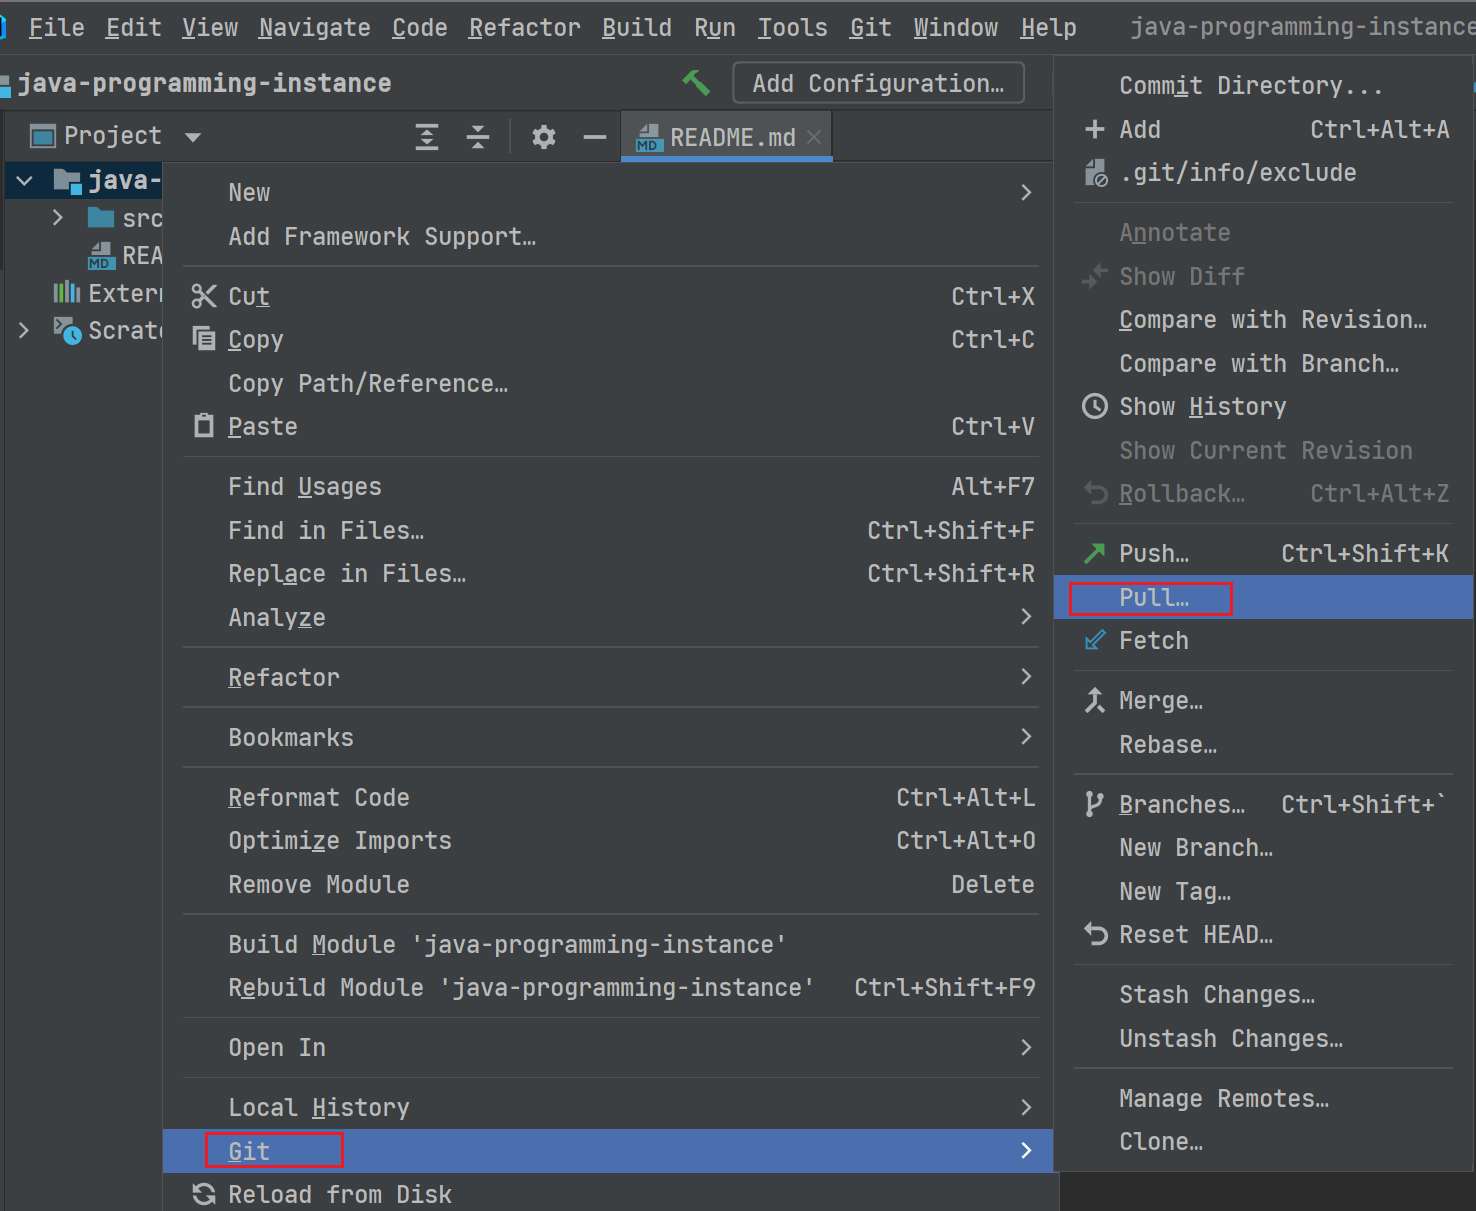 File Edit View Navigate Code Refactor Build Run Tools Git Window Help java-programming-instance
java-programming-instance
Add Configuration…
Project
README.md
java-
src
MD REA
Extern
Scratc
New
Add Framework Support…
Cut Ctrl+X
Copy Ctrl+C
Copy Path/Reference…
Paste Ctrl+V
Find Usages Alt+F7
Find in Files… Ctrl+Shift+F
Replace in Files… Ctrl+Shift+R
Analyze
Refactor
Bookmarks
Reformat Code Ctrl+Alt+L
Optimize Imports Ctrl+Alt+O
Remove Module Delete
Build Module 'java-programming-instance'
Rebuild Module 'java-programming-instance' Ctrl+Shift+F9
Open In
Local History
Git
Reload from Disk
Commit Directory...
Add Ctrl+Alt+A
.git/info/exclude
Annotate
Show Diff
Compare with Revision…
Compare with Branch…
Show History
Show Current Revision
Rollback… Ctrl+Alt+Z
Push… Ctrl+Shift+K
Pull…
Fetch
Merge…
Rebase…
Branches… Ctrl+Shift+`
New Branch…
New Tag…
Reset HEAD…
Stash Changes…
Unstash Changes…
Manage Remotes…
Clone…